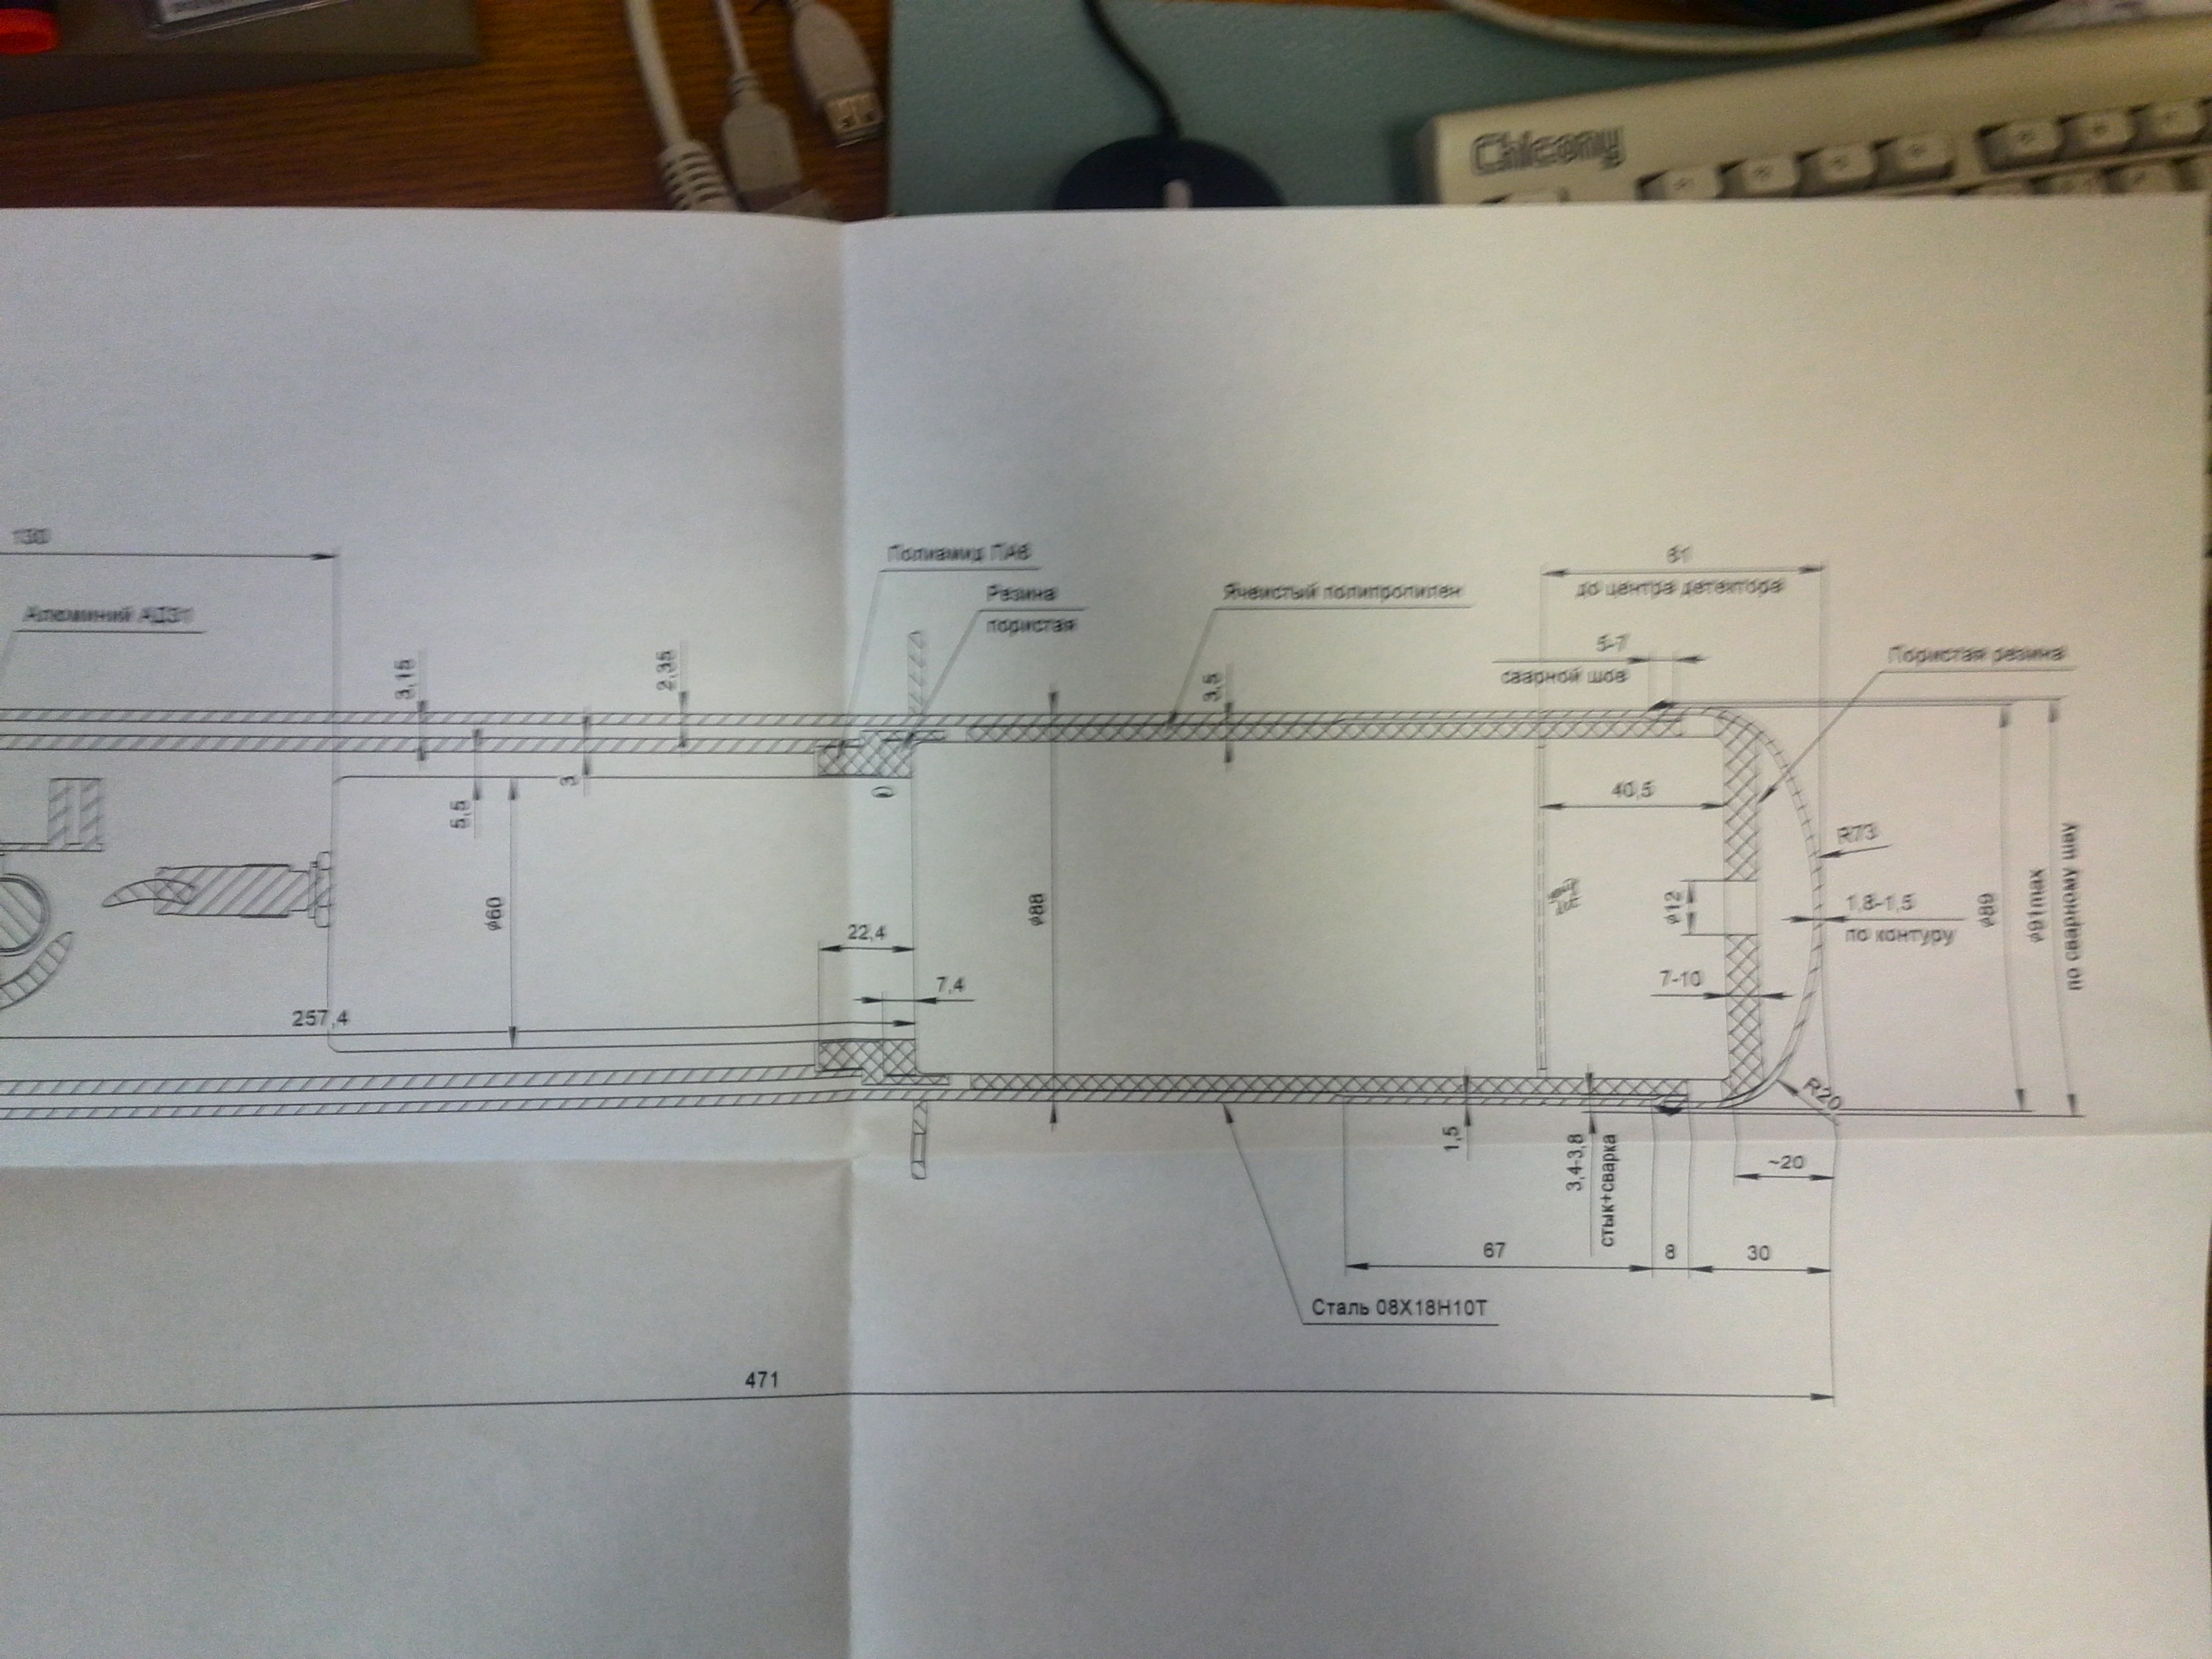 Chicony
130
Полиамид ПА6
61
до центра детектора
Алюминий АД31
Резина
пористая
Ячеистый полипропилен
5-7
сварной шов
Пористая резина
3,15
2,35
3,5
5,5
3
40,5
R73
ø60
ø88
ø12
1,8-1,5
по контуру
ø89
ø91max
по сварному шву
22,4
7,4
7-10
257,4
R20
1,5
3,4-3,8
стык+сварка
~20
67
8
30
Сталь 08Х18Н10Т
471